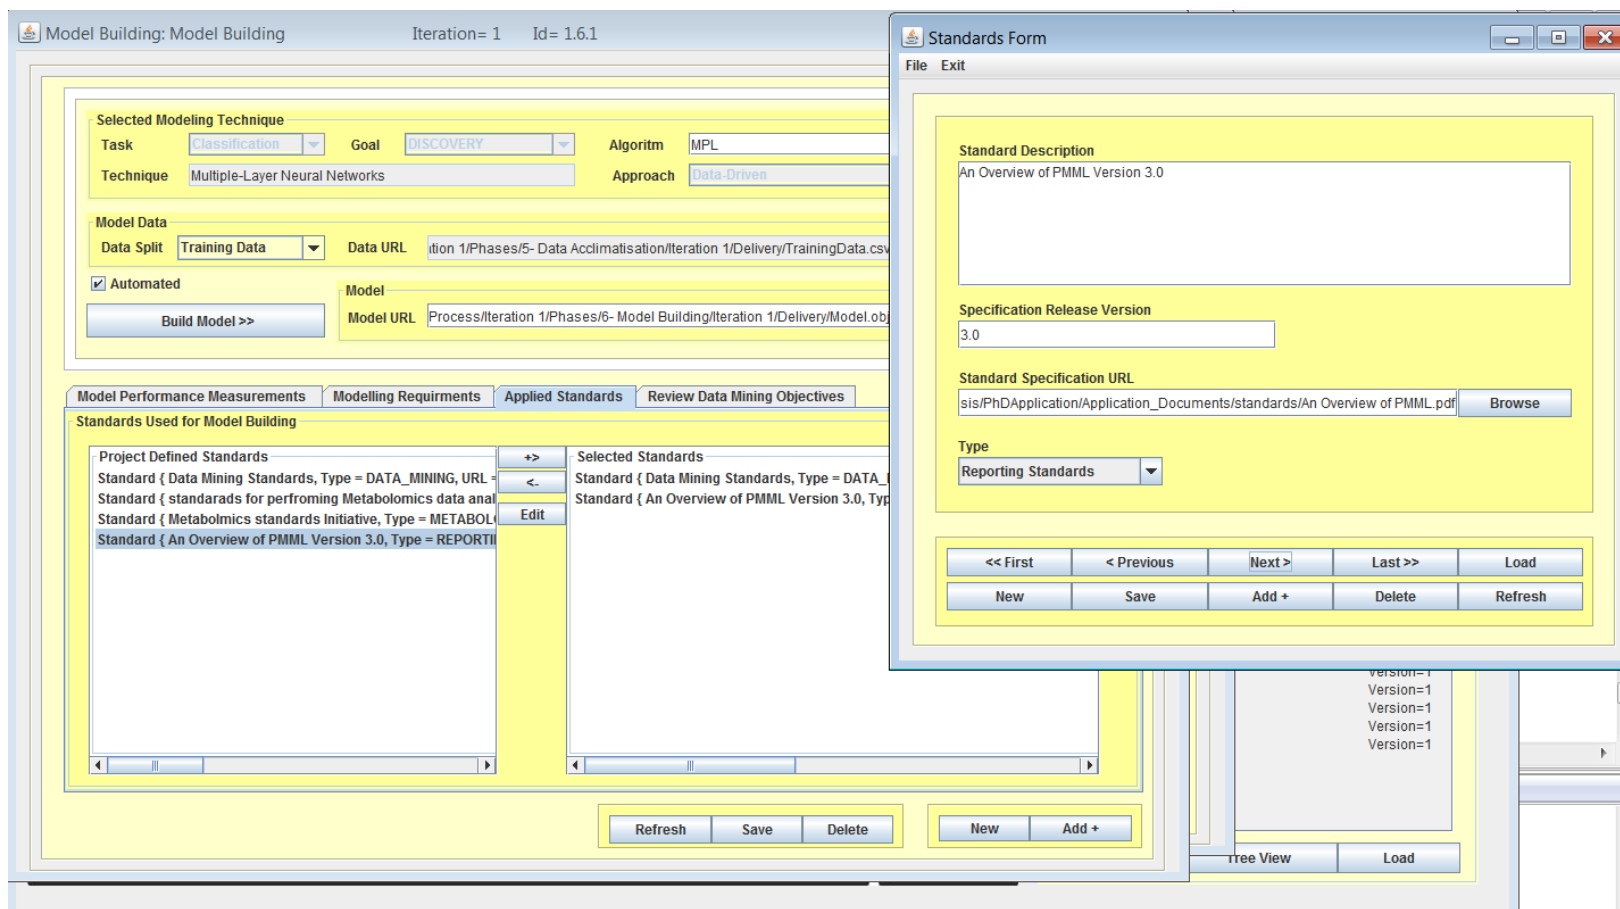 Model Building: Model Building Iteration= 1 Id= 1.6.1
Selected Modeling Technique
Task Classification Goal DISCOVERY Algoritm MPL
Technique Multiple-Layer Neural Networks Approach Data-Driven
Model Data
Data Split Training Data Data URL ation 1/Phases/5- Data Acclimatisation/Iteration 1/Delivery/TrainingData.csv
Automated
Model
Build Model >> Model URL Process/Iteration 1/Phases/6- Model Building/Iteration 1/Delivery/Model.obj
Model Performance Measurements Modelling Requirments Applied Standards Review Data Mining Objectives
Standards Used for Model Building
Project Defined Standards
Standard { Data Mining Standards, Type = DATA_MINING, URL =
Standard { standarads for perfroming Metabolomics data anal
Standard { Metabolmics standards Initiative, Type = METABOL
Standard { An Overview of PMML Version 3.0, Type = REPORTI
+>
<-
Edit
Selected Standards
Standard { Data Mining Standards, Type = DATA_
Standard { An Overview of PMML Version 3.0, Typ
Refresh Save Delete New Add +
Standards Form
File Exit
Standard Description
An Overview of PMML Version 3.0
Specification Release Version
3.0
Standard Specification URL
sis/PhDApplication/Application_Documents/standards/An Overview of PMML.pdf Browse
Type
Reporting Standards
<< First < Previous Next > Last >> Load
New Save Add + Delete Refresh
Version=1
Version=1
Version=1
Version=1
Version=1
Tree View Load